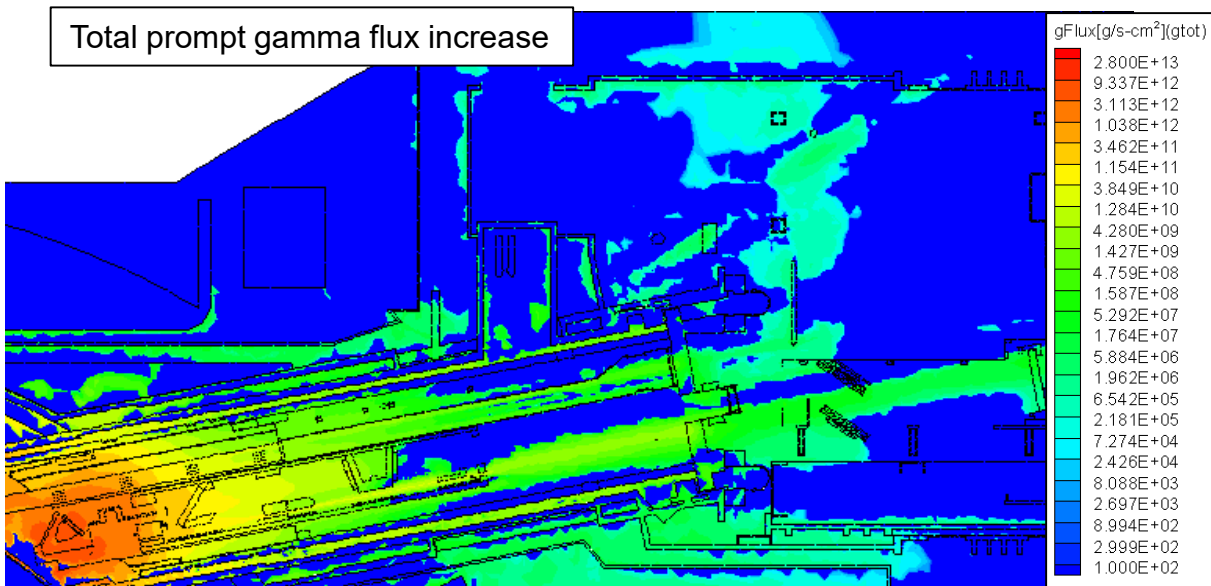 Total prompt gamma flux increase
gFlux[g/s-cm²](gtot)
2.800E+13
9.337E+12
3.113E+12
1.038E+12
3.462E+11
1.154E+11
3.849E+10
1.284E+10
4.280E+09
1.427E+09
4.759E+08
1.587E+08
5.292E+07
1.764E+07
5.884E+06
1.962E+06
6.542E+05
2.181E+05
7.274E+04
2.426E+04
8.088E+03
2.697E+03
8.994E+02
2.999E+02
1.000E+02